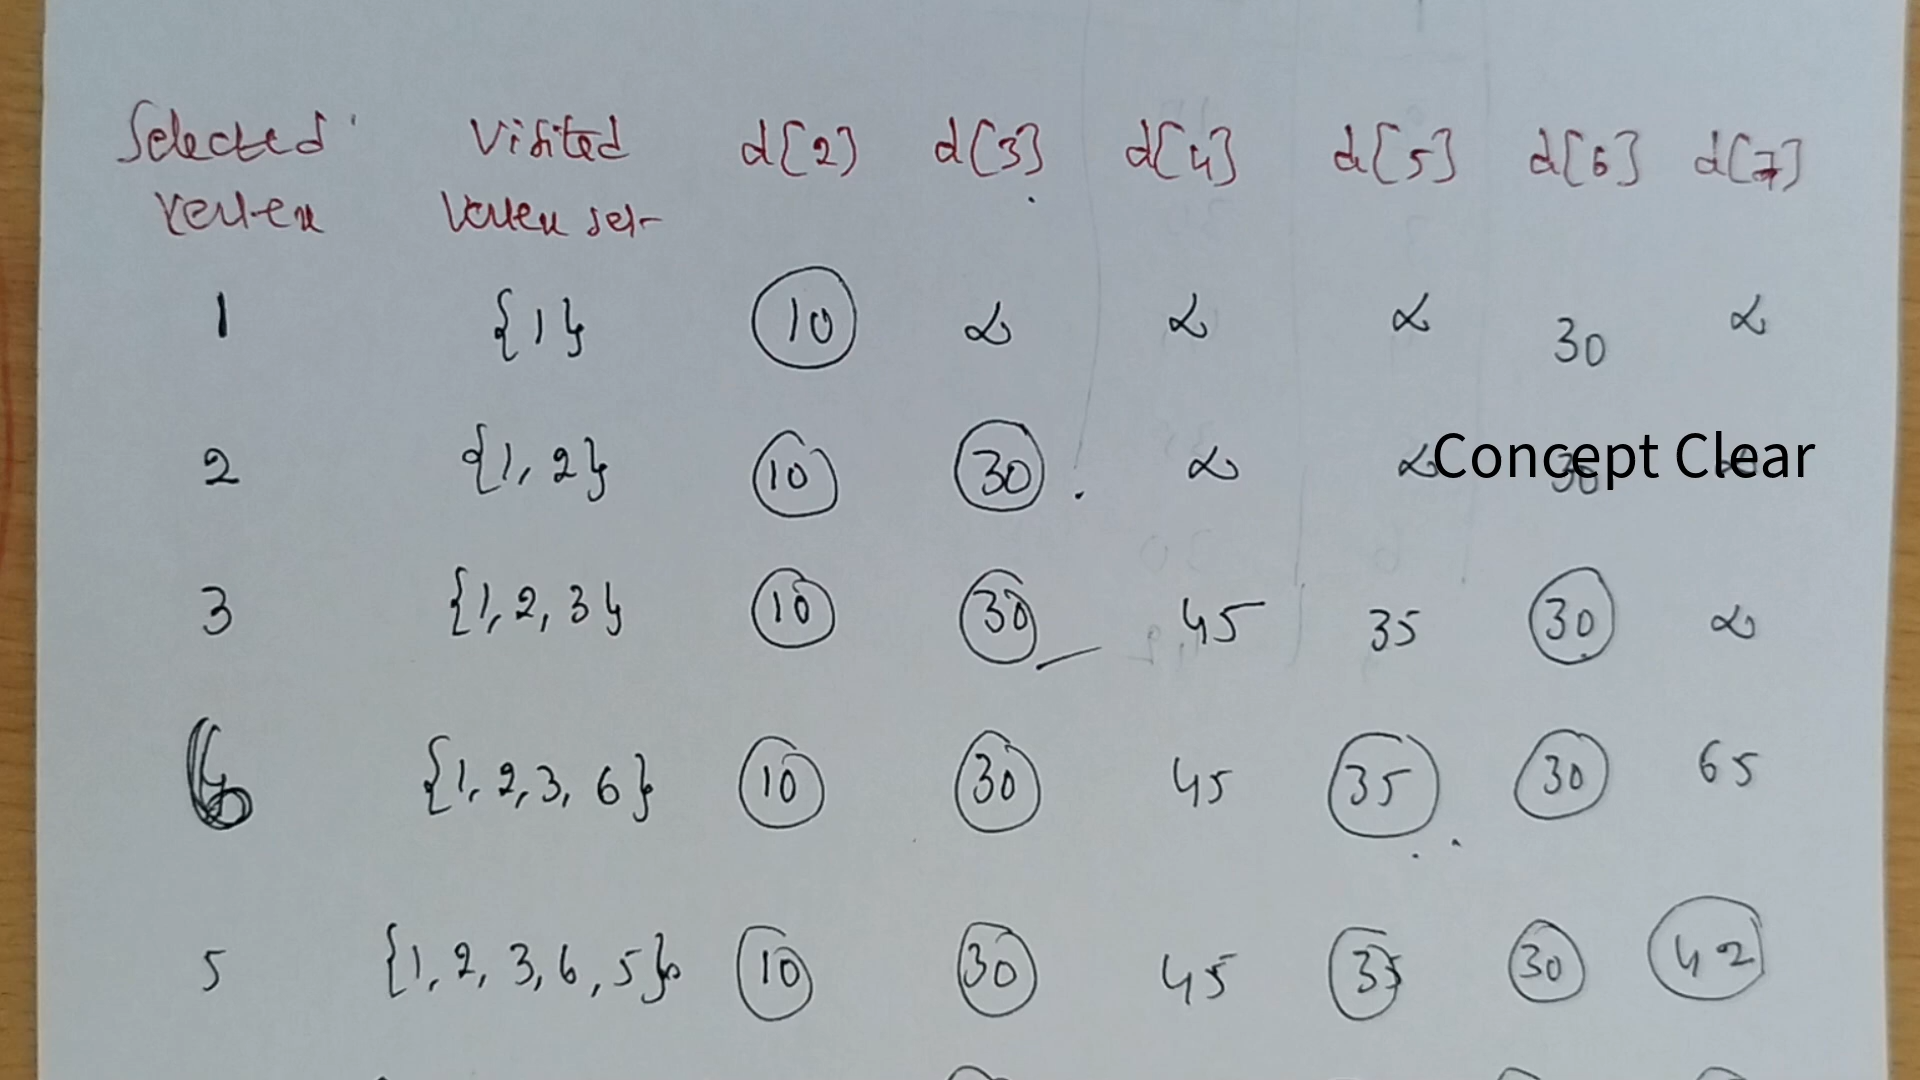 Selected Visited d[2] d[3] d[4] d[5] d[6] d[7]
vertex vertex set
1 {1} 10 ∝ ∝ ∝ 30 ∝
2 {1, 2} 10 30 ∝ ∝ 30 ∝
Concept Clear
3 {1, 2, 3} 10 30 45 35 30 ∝
6 {1, 2, 3, 6} 10 30 45 35 30 65
5 {1, 2, 3, 6, 5} 10 30 45 35 30 42